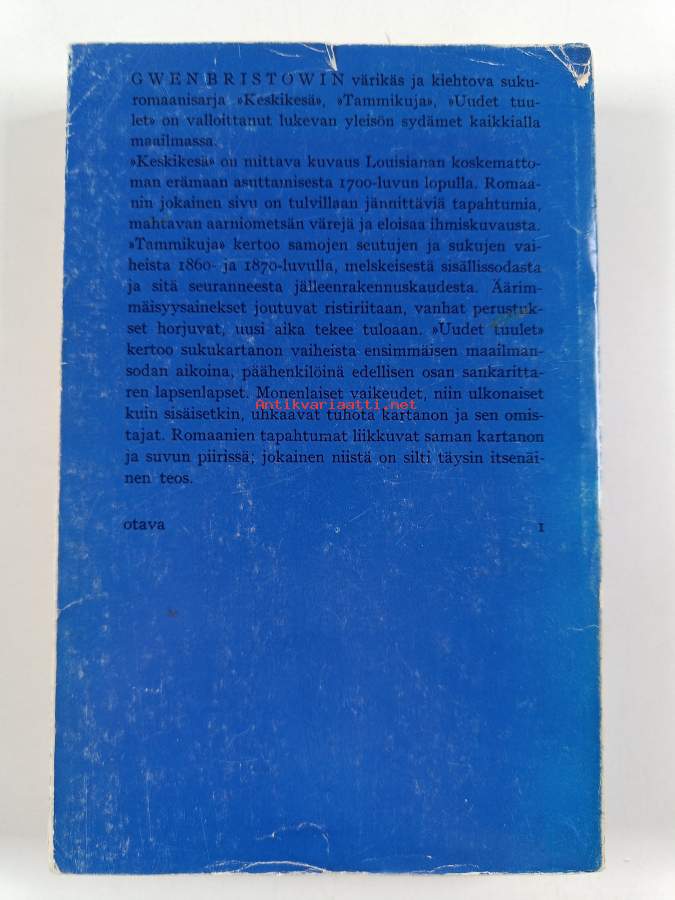 GWEN BRISTOWIN värikäs ja kiehtova suku-
romaanisarja »Keskikesä», »Tammikuja», »Uudet tuu-
let» on valloittanut lukevan yleisön sydämet kaikkialla
maailmassa.
»Keskikesä» on mittava kuvaus Louisianan koskematto-
man erämaan asuttamisesta 1700-luvun lopulla. Romaa-
nin jokainen sivu on tulvillaan jännittäviä tapahtumia,
mahtavan aarniometsän värejä ja eloisaa ihmiskuvausta.
»Tammikuja» kertoo samojen seutujen ja sukujen vai-
heista 1860- ja 1870-luvulla, melskeisestä sisällissodasta
ja sitä seuranneesta jälleenrakennuskaudesta. Äärim-
mäisyysainekset joutuvat ristiriitaan, vanhat perustuk-
set horjuvat, uusi aika tekee tuloaan. »Uudet tuulet»
kertoo sukukartanon vaiheista ensimmäisen maailman-
sodan aikoina, päähenkilöinä edellisen osan sankaritta-
ren lapsenlapset. Monenlaiset vaikeudet, niin ulkonaiset
kuin sisäisetkin, uhkaavat tuhota kartanon ja sen omis-
Antikvariaatti.net
tajat. Romaanien tapahtumat liikkuvat saman kartanon
ja suvun piirissä; jokainen niistä on silti täysin itsenäi-
nen teos.
otava 1